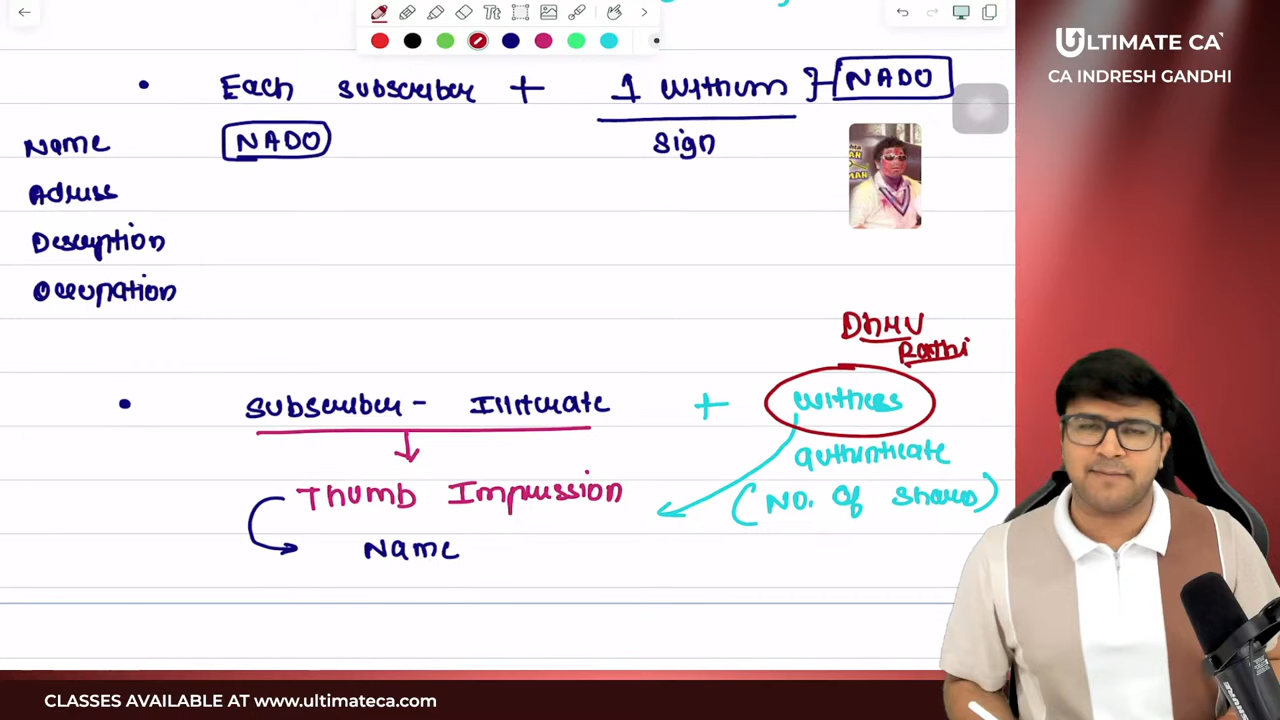 ULTIMATE CA
CA INDRESH GANDHI
Tt
Each subscriber + 1 witness } NADO
NADO
sign
Name
Address
Description
Occupation
Dhruv
Rathi
subscriber - Illiterate + witness
authenticate
Thumb Impression
(No. of shares)
Name
CLASSES AVAILABLE AT www.ultimateca.com